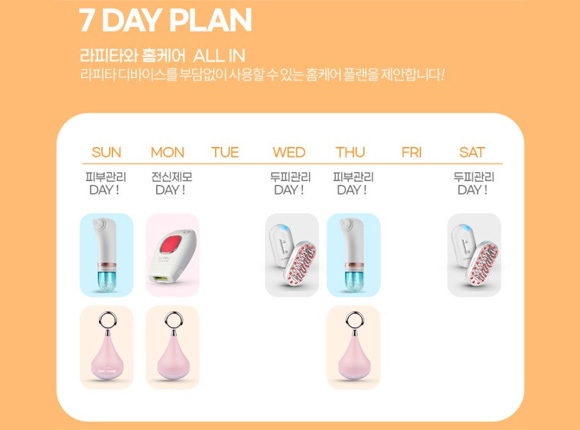 7 DAY PLAN
라피타와 홈케어 ALL IN
라피타 디바이스를 부담없이 사용할 수 있는 홈케어 플랜을 제안합니다!
SUN MON TUE WED THU FRI SAT
피부관리 전신제모 두피관리 피부관리 두피관리
DAY ! DAY ! DAY ! DAY ! DAY !